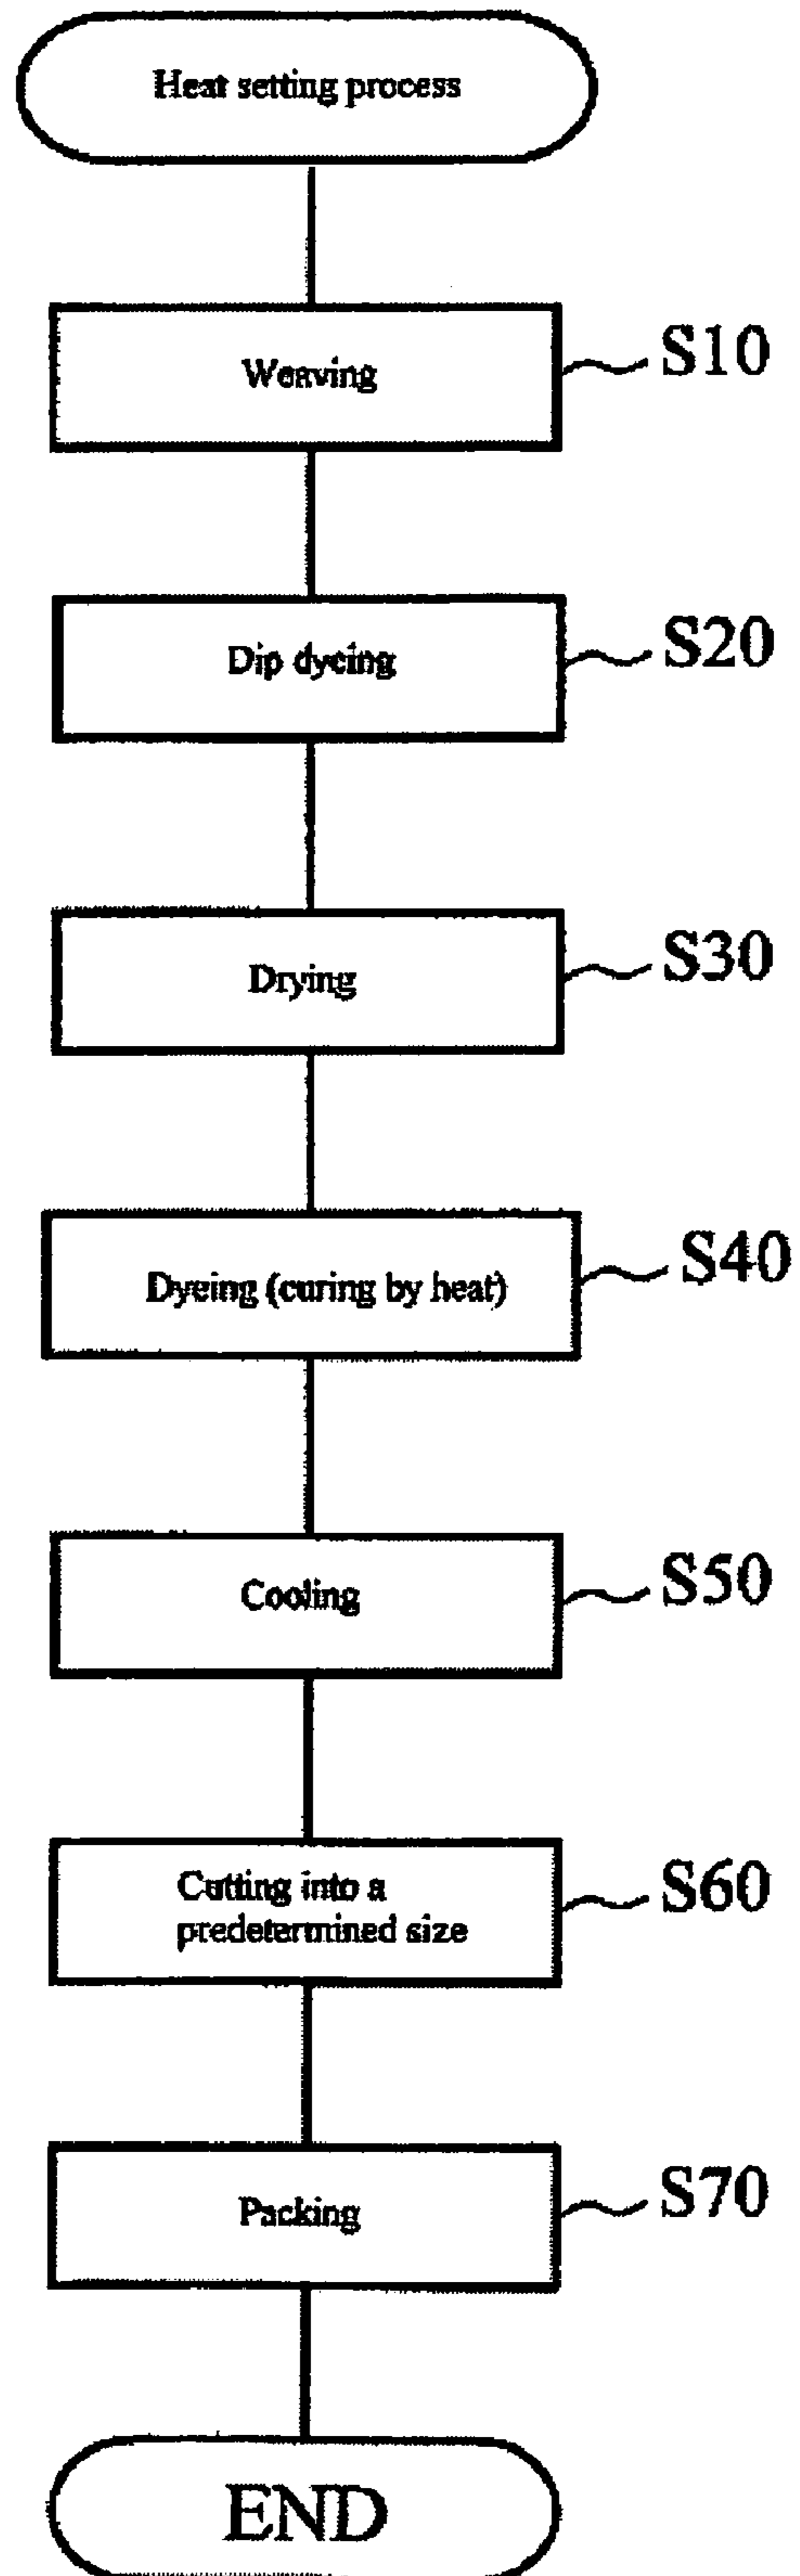 Heat setting process
Weaving
S10
Dip dyeing
S20
Drying
S30
Dyeing (curing by heat)
S40
Cooling
S50
Cutting into a
predetermined size
S60
Packing
S70
END